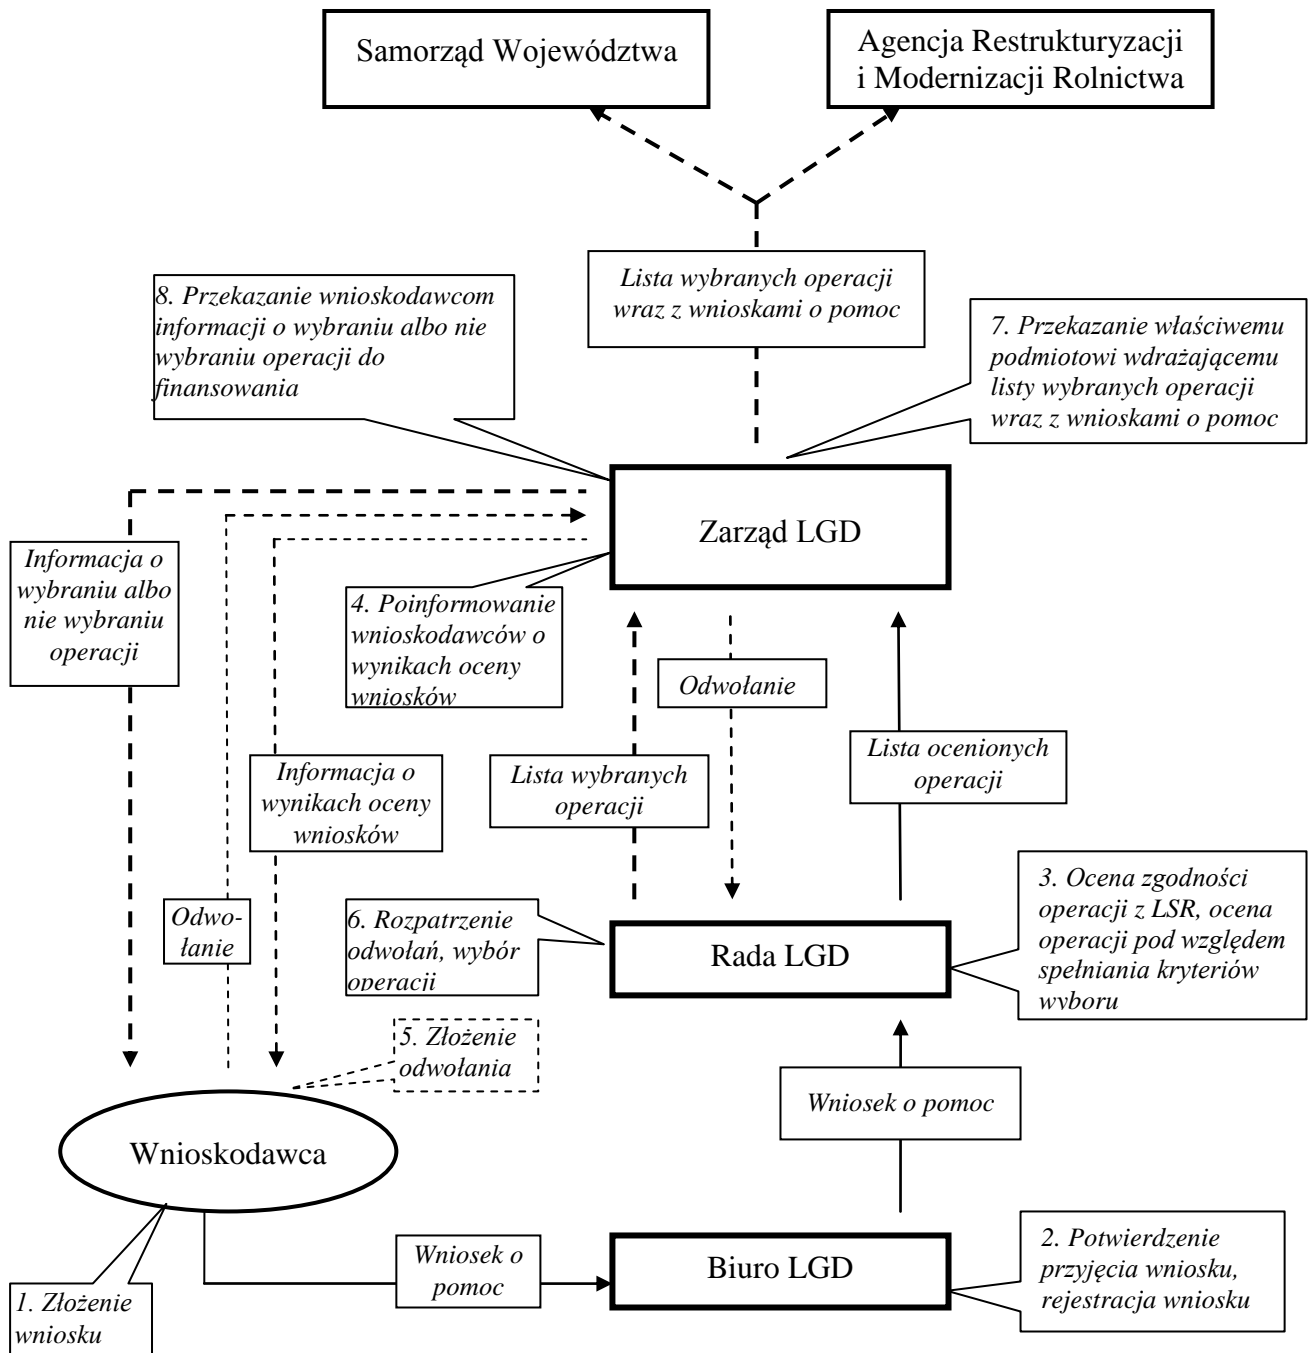 Samorząd Województwa
Agencja Restrukturyzacji
i Modernizacji Rolnictwa
Lista wybranych operacji
wraz z wnioskami o pomoc
8. Przekazanie wnioskodawcom
informacji o wybraniu albo nie
wybraniu operacji do
finansowania
7. Przekazanie właściwemu
podmiotowi wdrażającemu
listy wybranych operacji
wraz z wnioskami o pomoc
Zarząd LGD
Informacja o
wybraniu albo
nie wybraniu
operacji
4. Poinformowanie
wnioskodawców o
wynikach oceny
wniosków
Odwołanie
Lista ocenionych
operacji
Informacja o
wynikach oceny
wniosków
Lista wybranych
operacji
Odwo-
łanie
6. Rozpatrzenie
odwołań, wybór
operacji
Rada LGD
3. Ocena zgodności
operacji z LSR, ocena
operacji pod względem
spełniania kryteriów
wyboru
5. Złożenie
odwołania
Wniosek o pomoc
Wnioskodawca
Wniosek o
pomoc
Biuro LGD
2. Potwierdzenie
przyjęcia wniosku,
rejestracja wniosku
1. Złożenie
wniosku